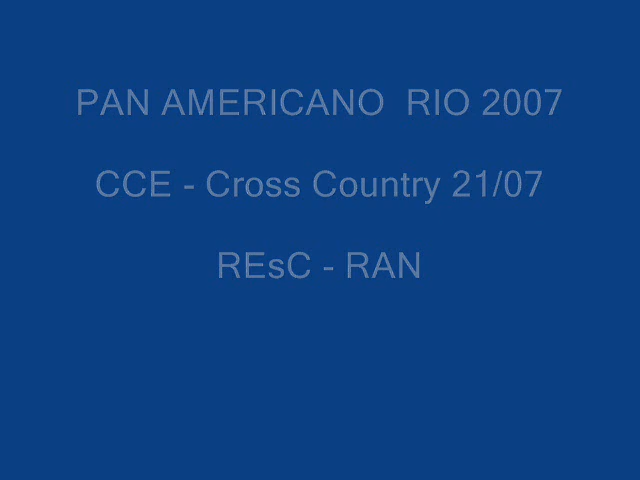 PAN AMERICANO  RIO 2007
CCE - Cross Country 21/07
REsC - RAN